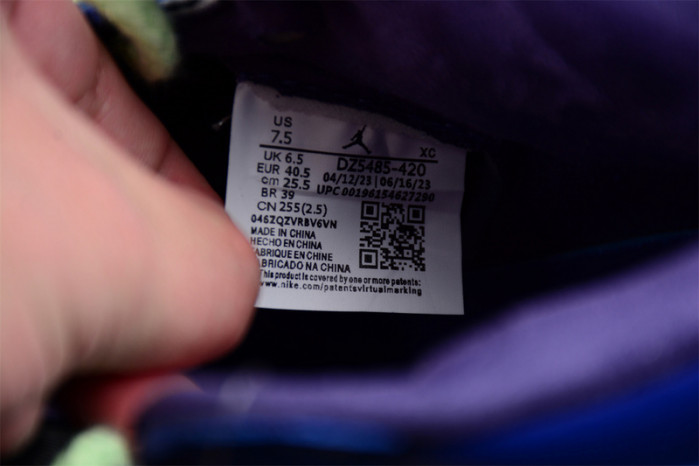 US
7.5
XC
UK 6.5
DZ5485-420
EUR 40.5
04/12/23 | 06/16/23
cm 25.5
UPC 00196154627290
BR 39
CN 255(2.5)
046ZQZVRBV6VN
MADE IN CHINA
HECHO EN CHINA
FABRIQUE EN CHINE
FABRICADO NA CHINA
This product is covered by one or more patents:
www.nike.com/patentsvirtualmarking